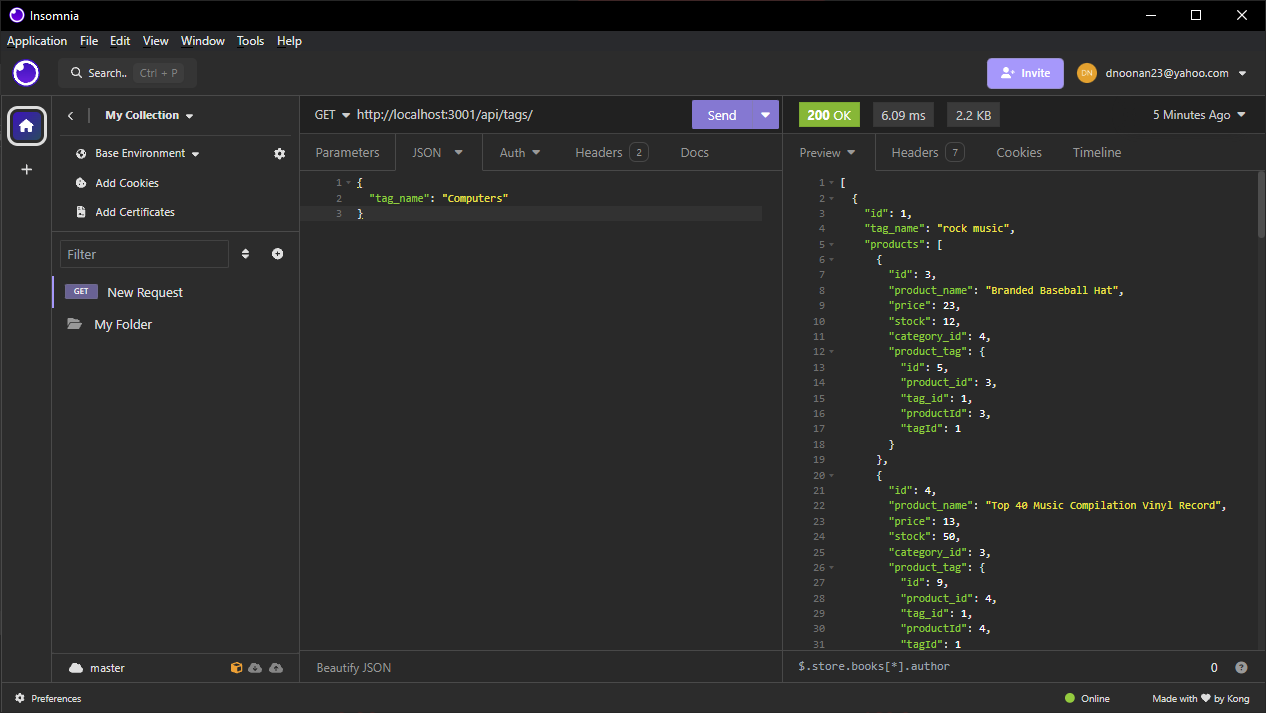 Insomnia
Application File Edit View Window Tools Help
Search.. Ctrl + P
Invite
DN
dnoonan23@yahoo.com
My Collection
Base Environment
Add Cookies
Add Certificates
Filter
GET New Request
My Folder
master
GET http://localhost:3001/api/tags/
Send
Parameters JSON Auth Headers 2 Docs
1 {
2 "tag_name": "Computers"
3 }
Beautify JSON
200 OK 6.09 ms 2.2 KB 5 Minutes Ago
Preview Headers 7 Cookies Timeline
1 [
2 {
3 "id": 1,
4 "tag_name": "rock music",
5 "products": [
6 {
7 "id": 3,
8 "product_name": "Branded Baseball Hat",
9 "price": 23,
10 "stock": 12,
11 "category_id": 4,
12 "product_tag": {
13 "id": 5,
14 "product_id": 3,
15 "tag_id": 1,
16 "productId": 3,
17 "tagId": 1
18 }
19 },
20 {
21 "id": 4,
22 "product_name": "Top 40 Music Compilation Vinyl Record",
23 "price": 13,
24 "stock": 50,
25 "category_id": 3,
26 "product_tag": {
27 "id": 9,
28 "product_id": 4,
29 "tag_id": 1,
30 "productId": 4,
31 "tagId": 1
$.store.books[*].author
0 ?
Preferences
Online
Made with ♥ by Kong